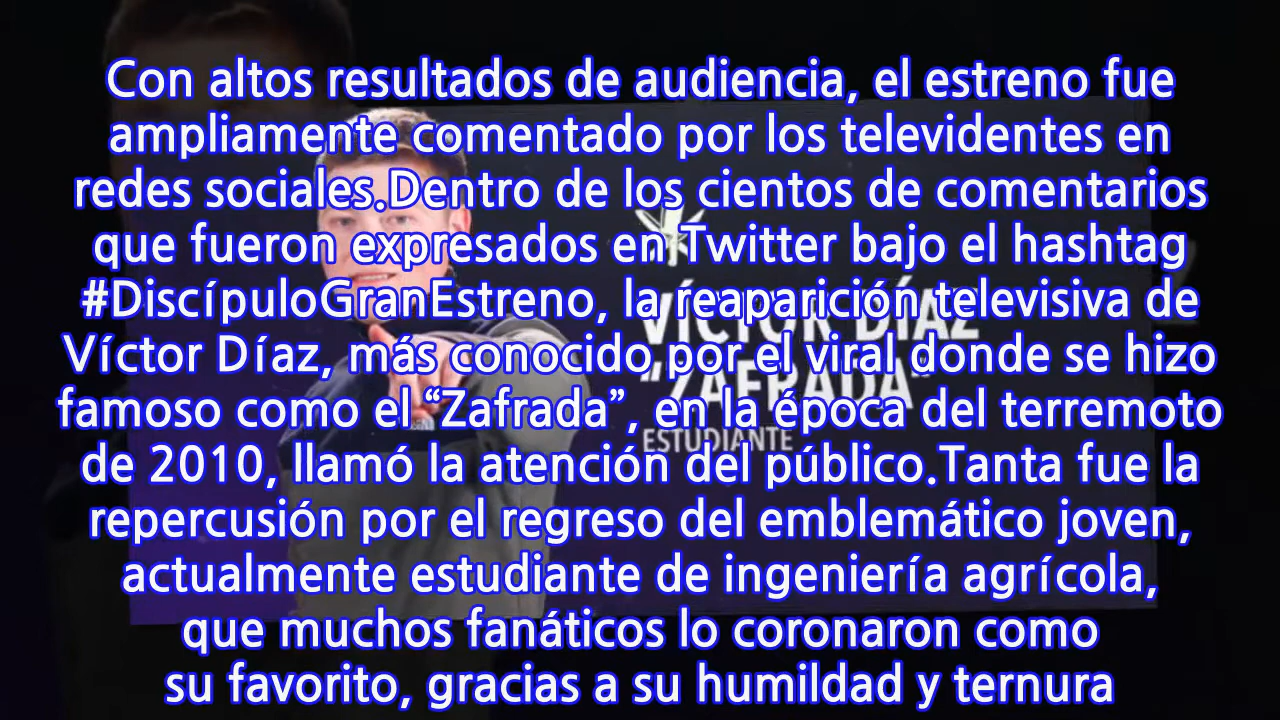 Con altos resultados de audiencia, el estreno fue
ampliamente comentado por los televidentes en
redes sociales.Dentro de los cientos de comentarios
que fueron expresados en Twitter bajo el hashtag
#DiscípuloGranEstreno, la reaparición televisiva de
Víctor Díaz, más conocido por el viral donde se hizo
famoso como el “Zafrada”, en la época del terremoto
de 2010, llamó la atención del público.Tanta fue la
repercusión por el regreso del emblemático joven,
actualmente estudiante de ingeniería agrícola,
que muchos fanáticos lo coronaron como
su favorito, gracias a su humildad y ternura
VÍCTOR DÍAZ
"ZAFRADA"
ESTUDIANTE